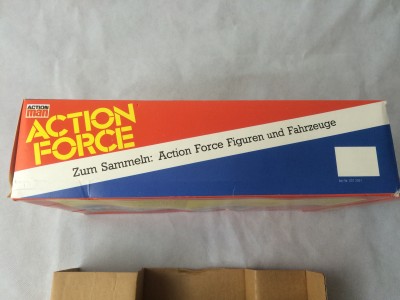 ACTION
man
ACTION
FORCE
Zum Sammeln: Action Force Figuren und Fahrzeuge